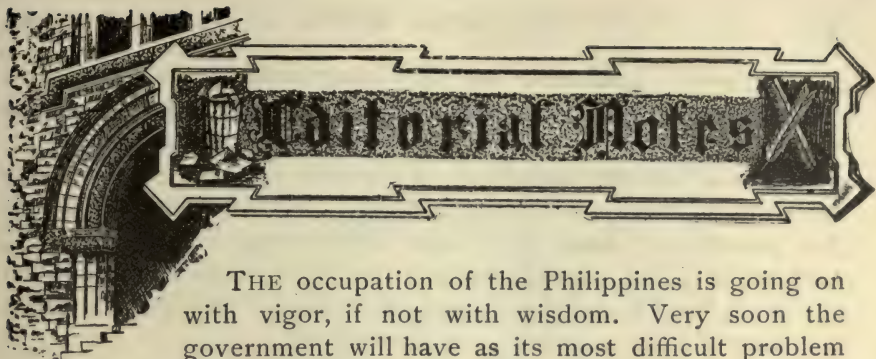 Editorial Notes
THE occupation of the Philippines is going on
with vigor, if not with wisdom. Very soon the
government will have as its most difficult problem